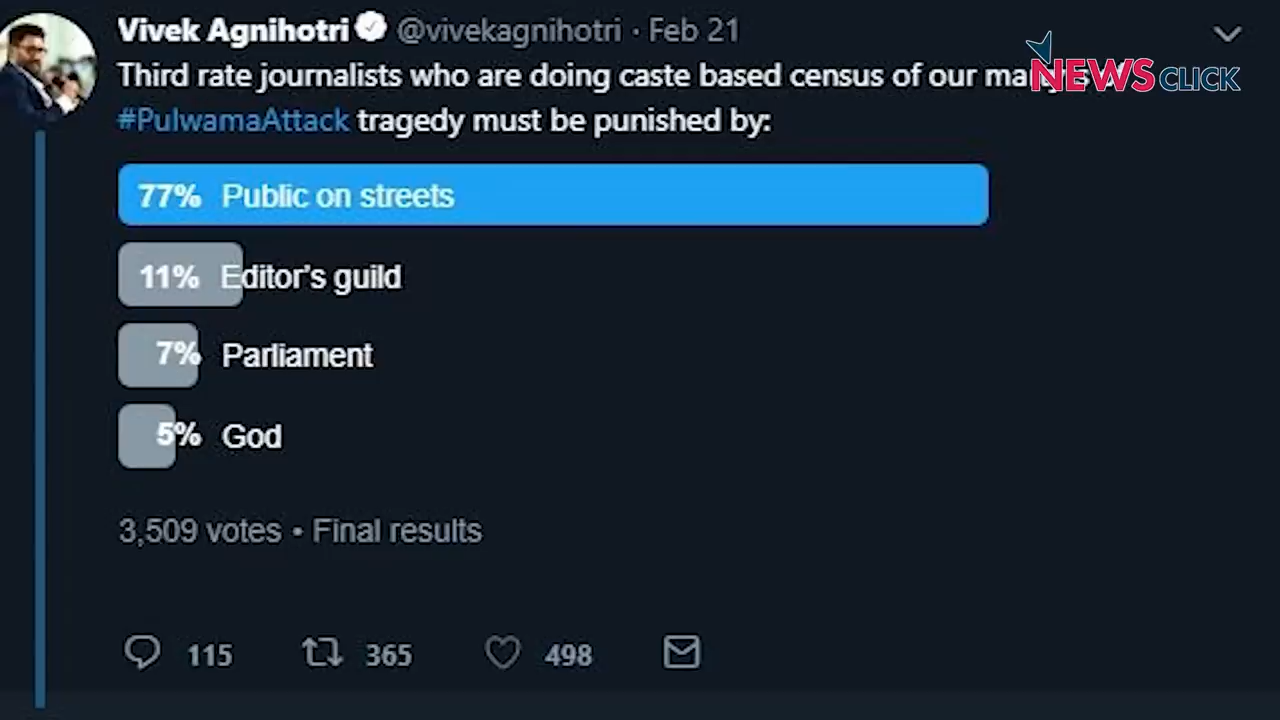 Vivek Agnihotri @vivekagnihotri · Feb 21
Third rate journalists who are doing caste based census of our
NEWSCLICK
#PulwamaAttack tragedy must be punished by:
77% Public on streets
11% Editor's guild
7% Parliament
5% God
3,509 votes • Final results
115 365 498